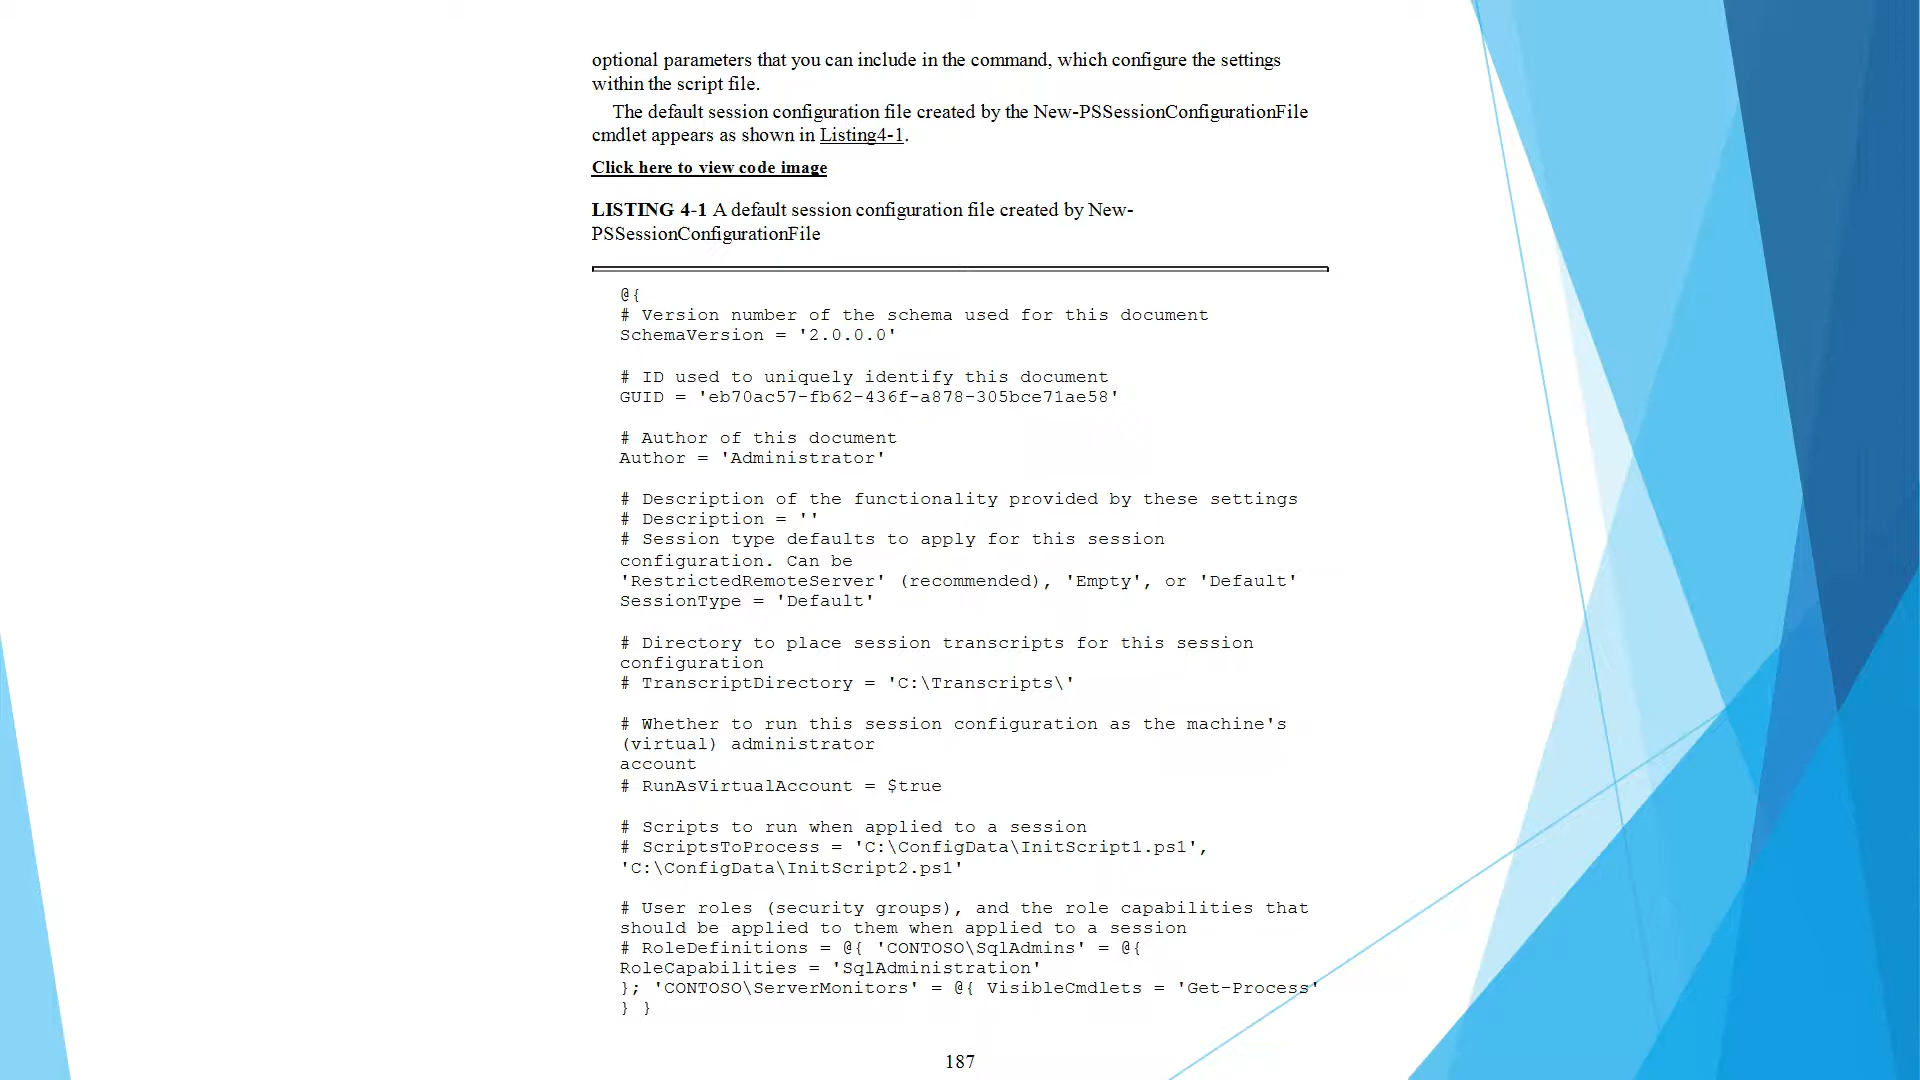 optional parameters that you can include in the command, which configure the settings
within the script file.
The default session configuration file created by the New-PSSessionConfigurationFile
cmdlet appears as shown in Listing4-1.
Click here to view code image
LISTING 4-1 A default session configuration file created by New-
PSSessionConfigurationFile
@{
# Version number of the schema used for this document
SchemaVersion = '2.0.0.0'
# ID used to uniquely identify this document
GUID = 'eb70ac57-fb62-436f-a878-305bce71ae58'
# Author of this document
Author = 'Administrator'
# Description of the functionality provided by these settings
# Description = ''
# Session type defaults to apply for this session
configuration. Can be
'RestrictedRemoteServer' (recommended), 'Empty', or 'Default'
SessionType = 'Default'
# Directory to place session transcripts for this session
configuration
# TranscriptDirectory = 'C:\Transcripts\'
# Whether to run this session configuration as the machine's
(virtual) administrator
account
# RunAsVirtualAccount = $true
# Scripts to run when applied to a session
# ScriptsToProcess = 'C:\ConfigData\InitScript1.ps1',
'C:\ConfigData\InitScript2.ps1'
# User roles (security groups), and the role capabilities that
should be applied to them when applied to a session
# RoleDefinitions = @{ 'CONTOSO\SqlAdmins' = @{
RoleCapabilities = 'SqlAdministration'
}; 'CONTOSO\ServerMonitors' = @{ VisibleCmdlets = 'Get-Process'
} }
187